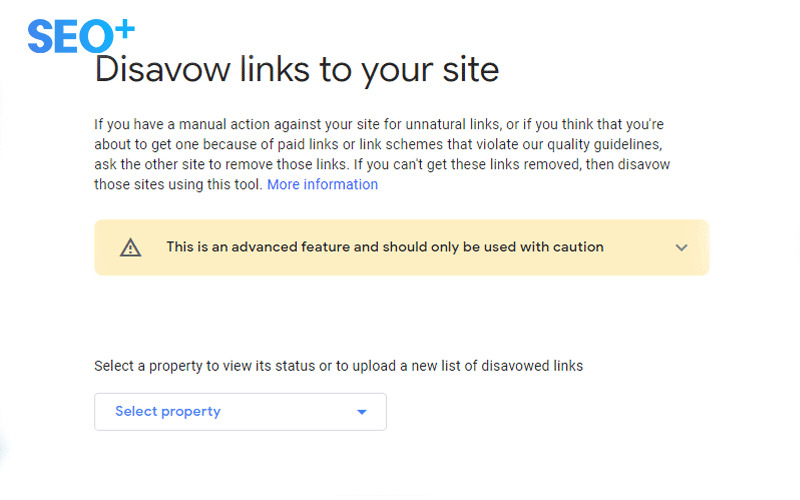 SEO+
Disavow links to your site
If you have a manual action against your site for unnatural links, or if you think that you're
about to get one because of paid links or link schemes that violate our quality guidelines,
ask the other site to remove those links. If you can't get these links removed, then disavow
those sites using this tool. More information
This is an advanced feature and should only be used with caution
Select a property to view its status or to upload a new list of disavowed links
Select property